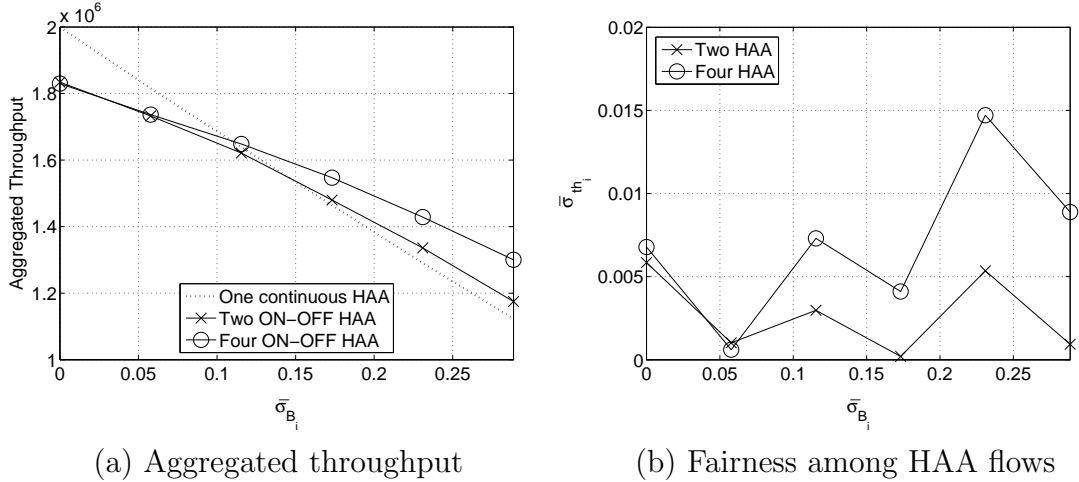 x 10^6
2
1.8
1.6
1.4
1.2
1
Aggregated Throughput
One continuous HAA
Two ON−OFF HAA
Four ON−OFF HAA
0 0.05 0.1 0.15 0.2 0.25
σ̄_{B_i}
(a) Aggregated throughput
0.02
0.015
0.01
0.005
0
σ̄_{th_i}
Two HAA
Four HAA
0 0.05 0.1 0.15 0.2 0.25
σ̄_{B_i}
(b) Fairness among HAA flows